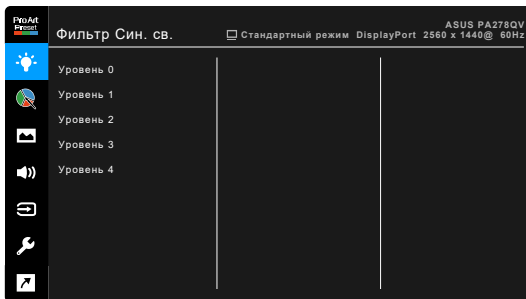 ProArt
Preset
Фильтр Син. св.
ASUS PA278QV
Стандартный режим DisplayPort 2560 x 1440@ 60Hz
Уровень 0
Уровень 1
Уровень 2
Уровень 3
Уровень 4